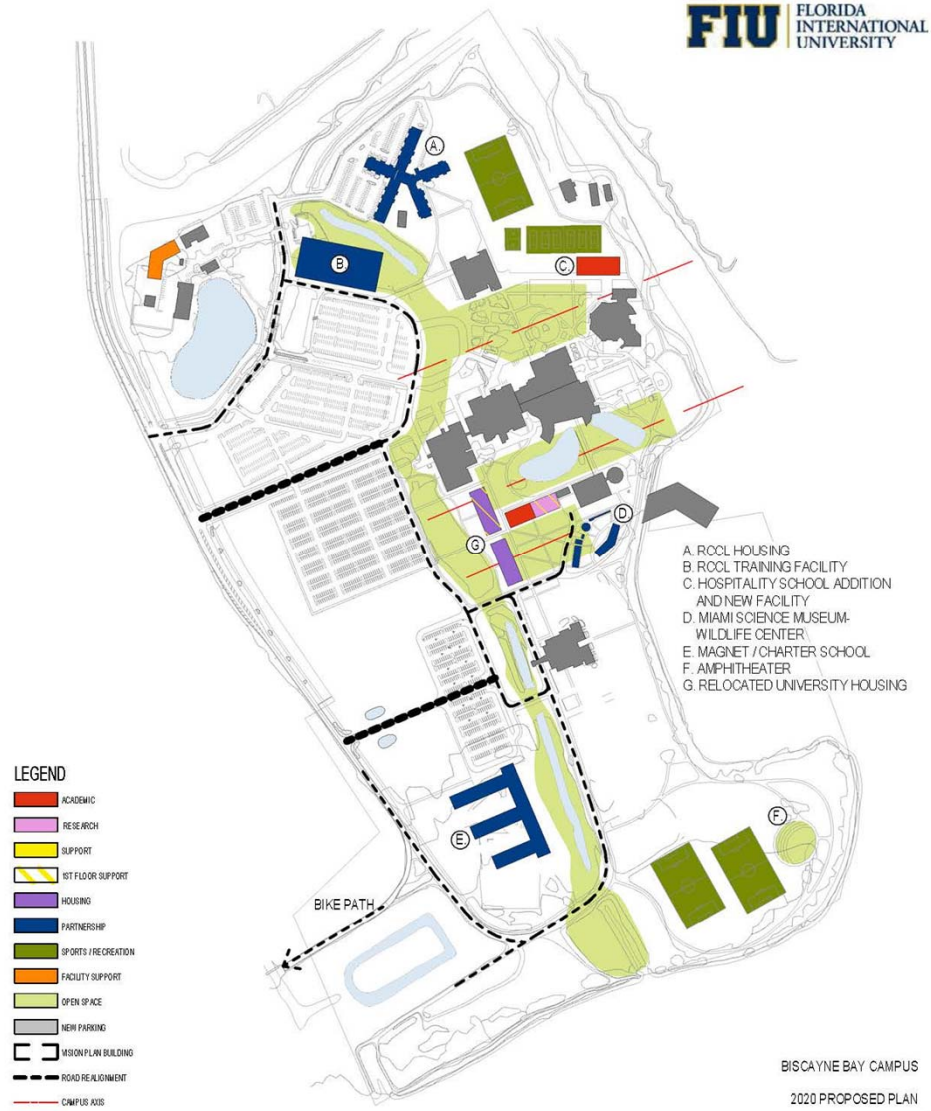 FIU
FLORIDA
INTERNATIONAL
UNIVERSITY
A.
B.
C.
D.
G
E.
F.
A. RCCL HOUSING
B. RCCL TRAINING FACILITY
C. HOSPITALITY SCHOOL ADDITION
AND NEW FACILITY
D. MIAMI SCIENCE MUSEUM-
WILDLIFE CENTER
E. MAGNET / CHARTER SCHOOL
F. AMPHITHEATER
G. RELOCATED UNIVERSITY HOUSING
LEGEND
ACADEMIC
RESEARCH
SUPPORT
1ST FLOOR SUPPORT
HOUSING
PARTNERSHIP
SPORTS / RECREATION
FACILITY SUPPORT
OPEN SPACE
NEW PARKING
VISION PLAN BUILDING
ROAD REALIGNMENT
CAMPUS AXIS
BIKE PATH
BISCAYNE BAY CAMPUS
2020 PROPOSED PLAN